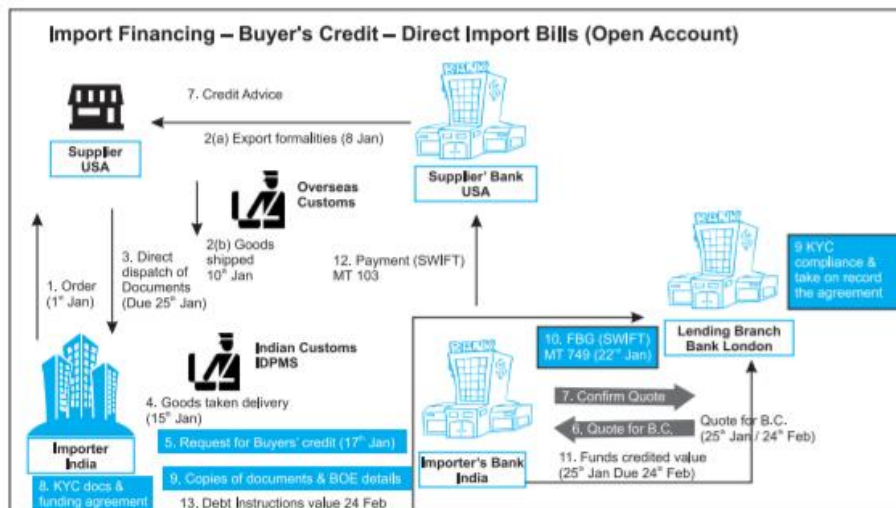 Import Financing – Buyer's Credit – Direct Import Bills (Open Account)
7. Credit Advice
2(a) Export formalities (8 Jan)
Supplier
USA
BANK
Supplier' Bank
USA
Overseas
Customs
1. Order
(1st Jan)
3. Direct
dispatch of
Documents
(Due 25th Jan)
2(b) Goods
shipped
10th Jan
12. Payment (SWIFT)
MT 103
BANK
Lending Branch
Bank London
9 KYC
compliance &
take on record
the agreement
10. FBG (SWIFT)
MT 749 (22nd Jan)
Indian Customs
IDPMS
4. Goods taken delivery
(15th Jan)
Importer
India
5. Request for Buyers' credit (17th Jan)
8. KYC docs &
funding agreement
9. Copies of documents & BOE details
13. Debt Instructions value 24 Feb
BANK
Importer's Bank
India
7. Confirm Quote
6. Quote for B.C.
Quote for B.C.
(25th Jan / 24th Feb)
11. Funds credited value
(25th Jan Due 24th Feb)